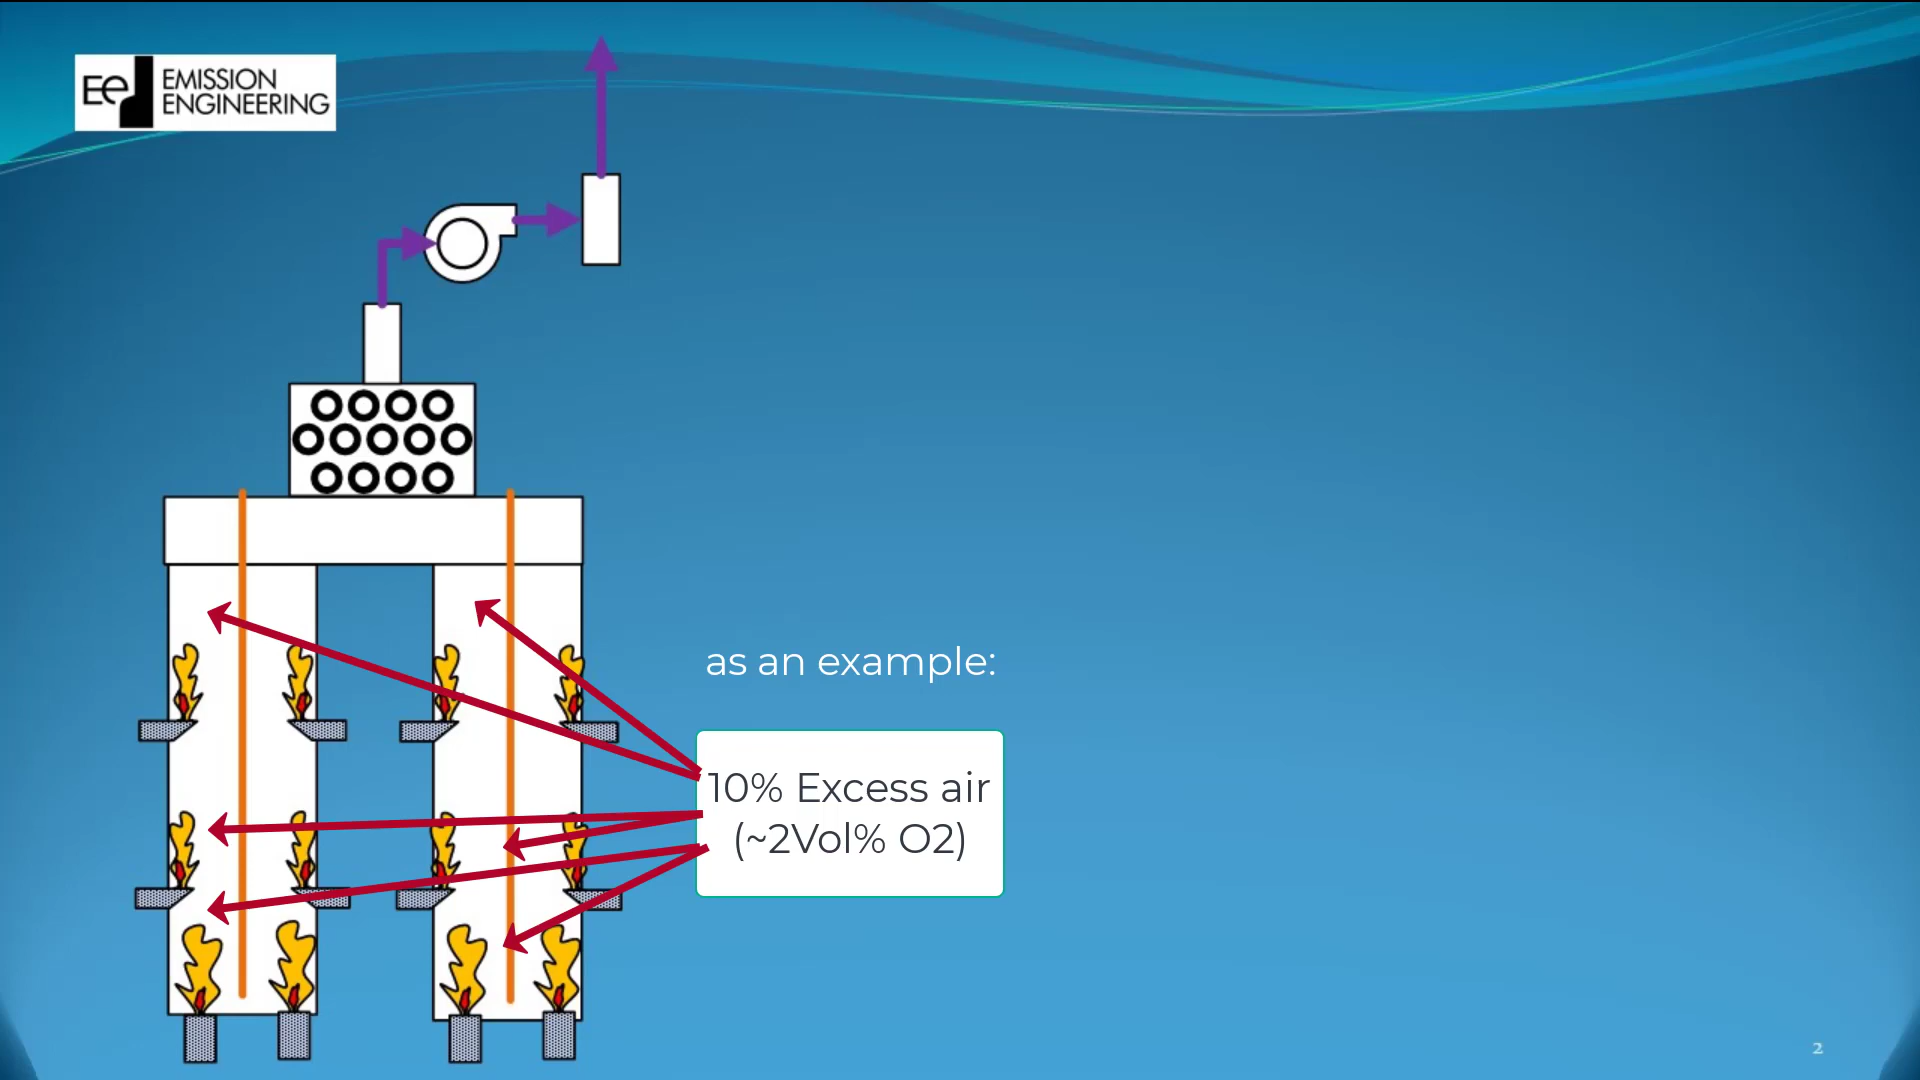 Ee
EMISSION
ENGINEERING
as an example:
10% Excess air
(~2Vol% O2)
2